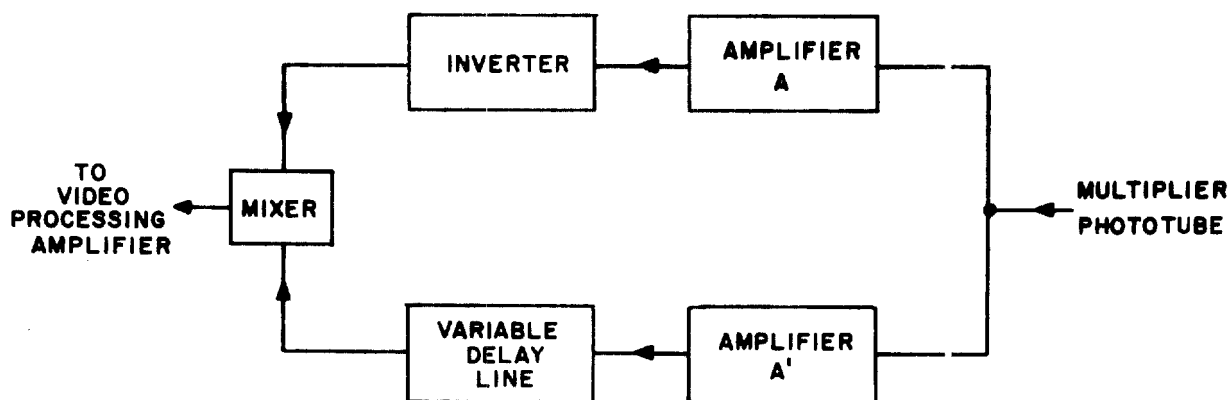 INVERTER
AMPLIFIER
A
TO
VIDEO
PROCESSING
AMPLIFIER
MIXER
MULTIPLIER
PHOTOTUBE
VARIABLE
DELAY
LINE
AMPLIFIER
A'